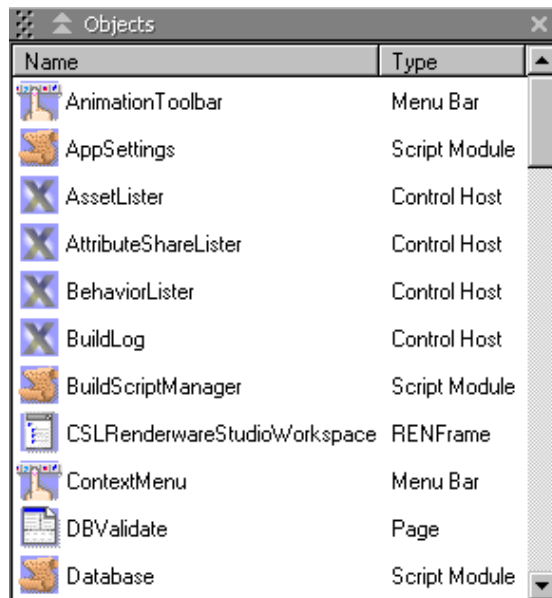 Objects
Name Type
AnimationToolbar Menu Bar
AppSettings Script Module
AssetLister Control Host
AttributeShareLister Control Host
BehaviorLister Control Host
BuildLog Control Host
BuildScriptManager Script Module
CSLRenderwareStudioWorkspace RENFrame
ContextMenu Menu Bar
DBValidate Page
Database Script Module